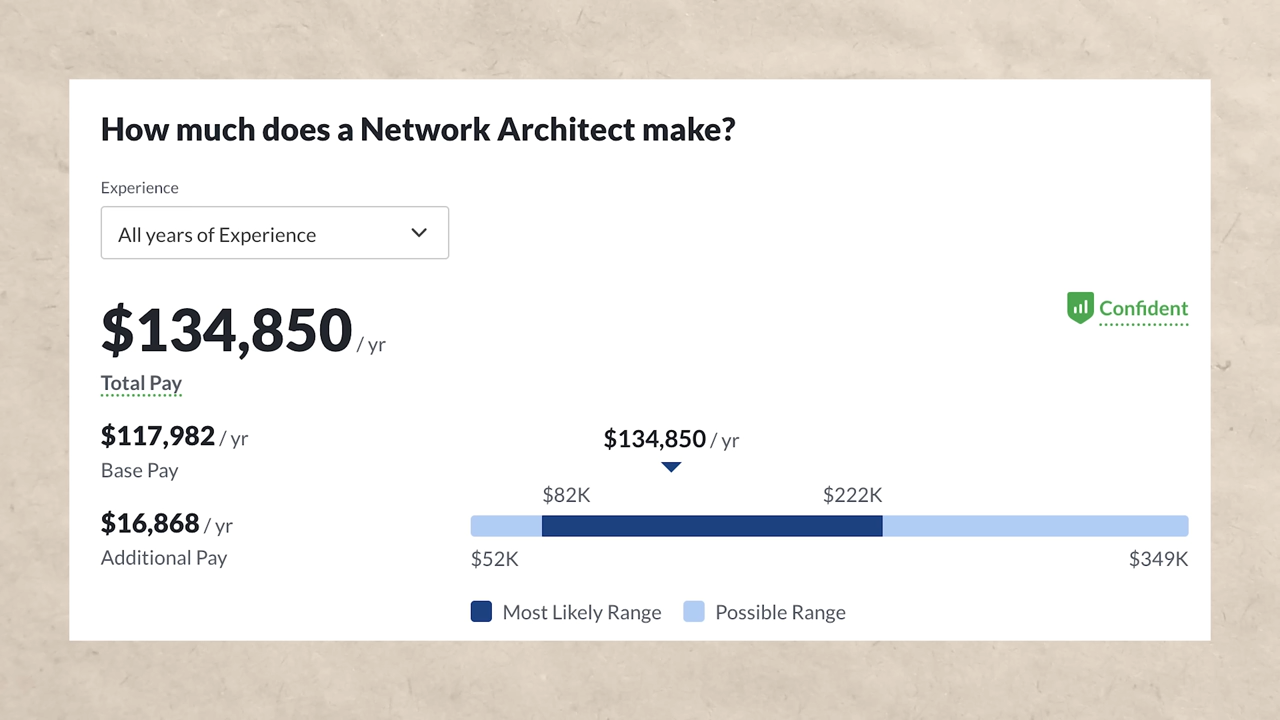 How much does a Network Architect make?
Experience
All years of Experience
$134,850 / yr
Confident
Total Pay
$117,982 / yr
Base Pay
$16,868 / yr
Additional Pay
$134,850 / yr
$82K $222K
$52K $349K
Most Likely Range Possible Range